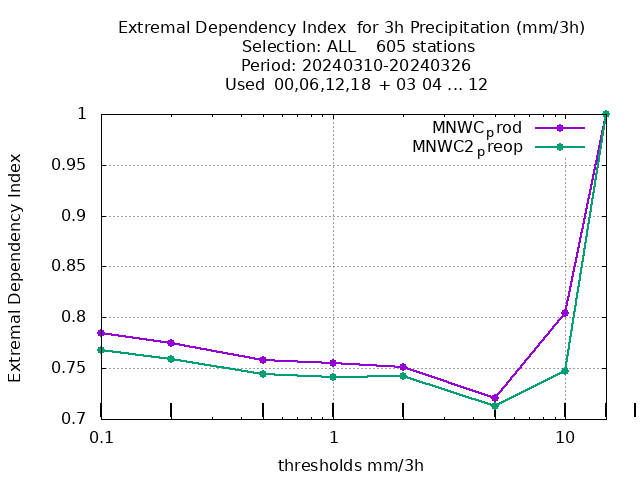 Extremal Dependency Index  for 3h Precipitation (mm/3h)
Selection: ALL    605 stations
Period: 20240310-20240326
Used  00,06,12,18 + 03 04 ... 12
MNWCprod
MNWC2preop
1
0.95
0.9
0.85
0.8
0.75
0.7
Extremal Dependency Index
0.1
1
10
thresholds mm/3h